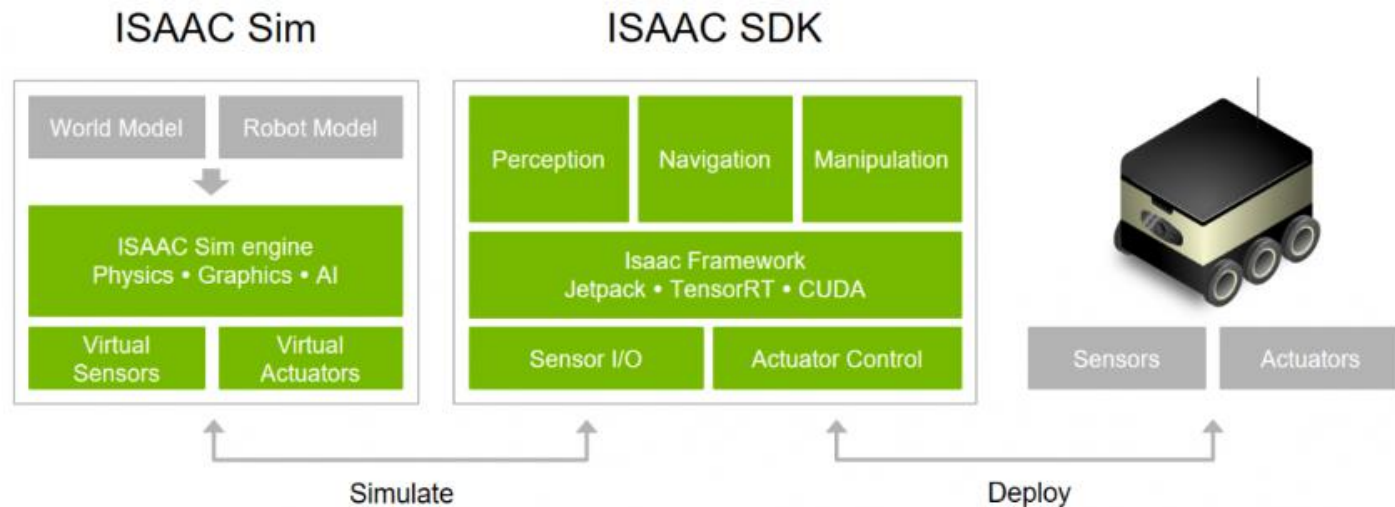 ISAAC Sim
ISAAC SDK
World Model
Robot Model
ISAAC Sim engine
Physics • Graphics • AI
Virtual
Sensors
Virtual
Actuators
Perception
Navigation
Manipulation
Isaac Framework
Jetpack • TensorRT • CUDA
Sensor I/O
Actuator Control
Sensors
Actuators
Simulate
Deploy